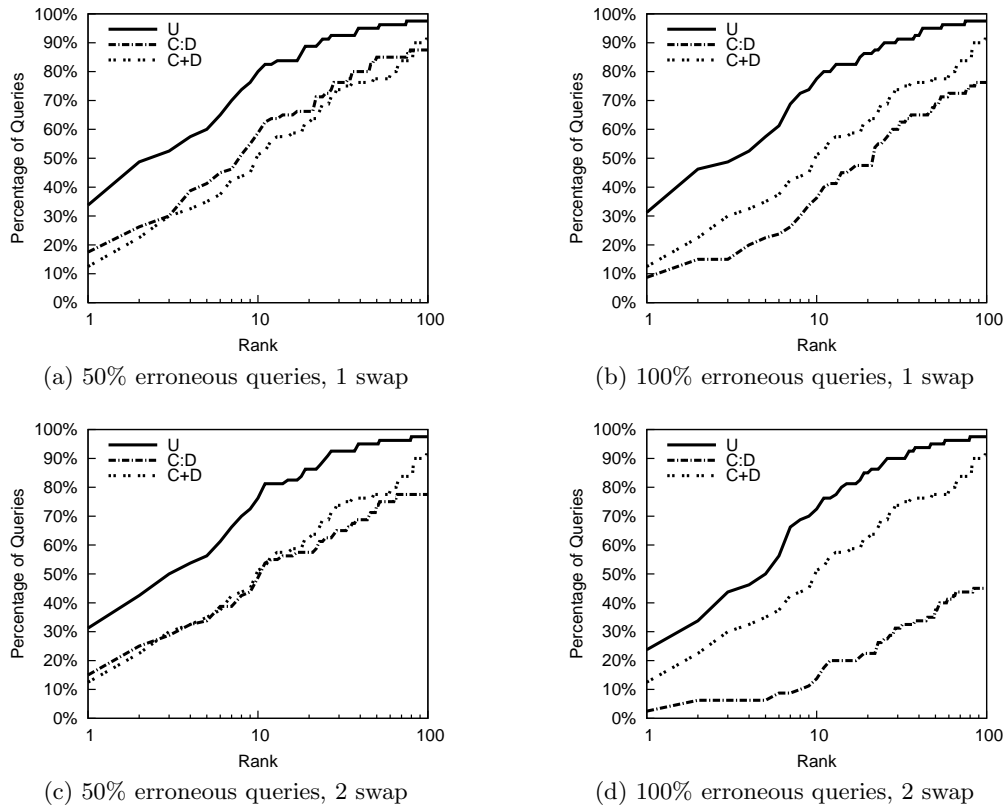 100%
90%
80%
70%
60%
50%
40%
30%
20%
10%
0%
Percentage of Queries
U
C:D
C+D
1
10
100
Rank
(a) 50% erroneous queries, 1 swap
100%
90%
80%
70%
60%
50%
40%
30%
20%
10%
0%
Percentage of Queries
U
C:D
C+D
1
10
100
Rank
(b) 100% erroneous queries, 1 swap
100%
90%
80%
70%
60%
50%
40%
30%
20%
10%
0%
Percentage of Queries
U
C:D
C+D
1
10
100
Rank
(c) 50% erroneous queries, 2 swap
100%
90%
80%
70%
60%
50%
40%
30%
20%
10%
0%
Percentage of Queries
U
C:D
C+D
1
10
100
Rank
(d) 100% erroneous queries, 2 swap